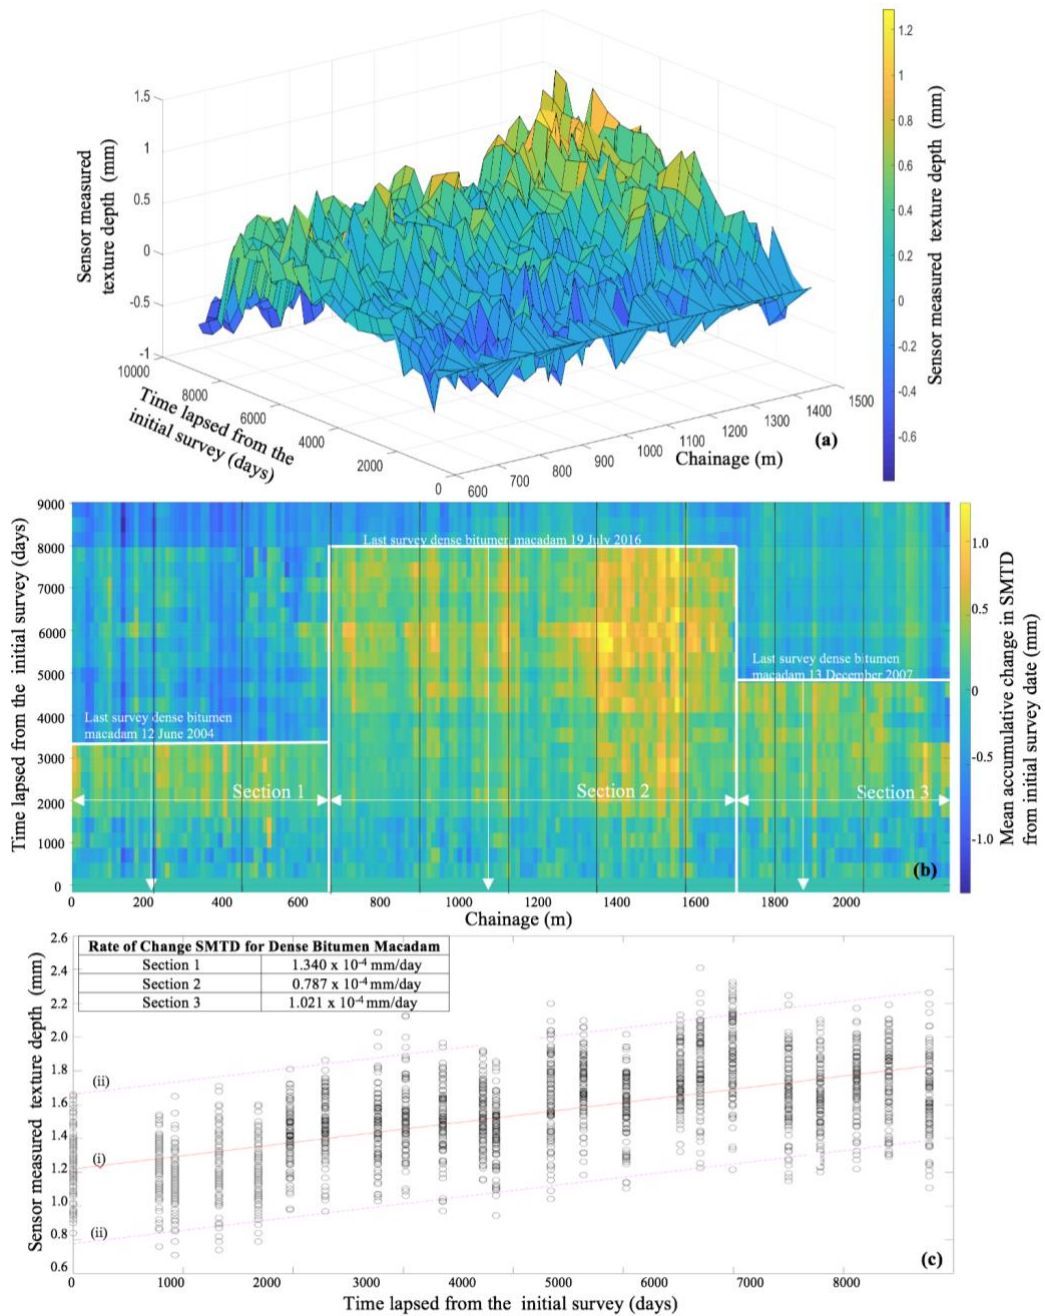 1.5
1
0.5
0
-0.5
-1
Sensor measured
texture depth (mm)
10000
8000
6000
4000
2000
0
Time lapsed from the
initial survey (days)
600
700
800
900
1000
1100
1200
1300
1400
1500
Chainage (m)
(a)
1.2
1
0.8
0.6
0.4
0.2
0
-0.2
-0.4
-0.6
Sensor measured texture depth (mm)
9000
8000
7000
6000
5000
4000
3000
2000
1000
0
Time lapsed from the initial survey (days)
Last survey dense bitumen macadam 19 July 2016
Last survey dense bitumen
macadam 13 December 2007
Last survey dense bitumen
macadam 12 June 2004
Section 1
Section 2
Section 3
(b)
0 200 400 600 800 1000 1200 1400 1600 1800 2000
Chainage (m)
1.0
0.5
0
-0.5
-1.0
Mean accumulative change in SMTD
from initial survey date (mm)
2.6
2.4
2.2
2.0
1.8
1.6
1.4
1.2
1.0
0.8
0.6
Sensor measured texture depth (mm)
Rate of Change SMTD for Dense Bitumen Macadam
Section 1 1.340 x 10-4 mm/day
Section 2 0.787 x 10-4 mm/day
Section 3 1.021 x 10-4 mm/day
(ii)
(i)
(ii)
(c)
0 1000 2000 3000 4000 5000 6000 7000 8000
Time lapsed from the initial survey (days)